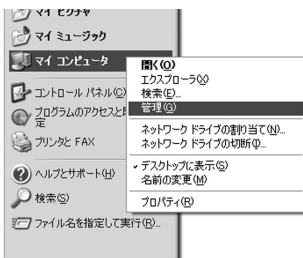 マイ ピクチャ
マイ ミュージック
マイ コンピュータ
コントロール パネル(C)
プログラムのアクセスと
定
プリンタと FAX
ヘルプとサポート(H)
検索(S)
ファイル名を指定して実行(R)...
開く(O)
エクスプローラ(X)
検索(E)...
管理(G)
ネットワーク ドライブの割り当て(N)...
ネットワーク ドライブの切断(I)...
デスクトップに表示(S)
名前の変更(M)
プロパティ(R)